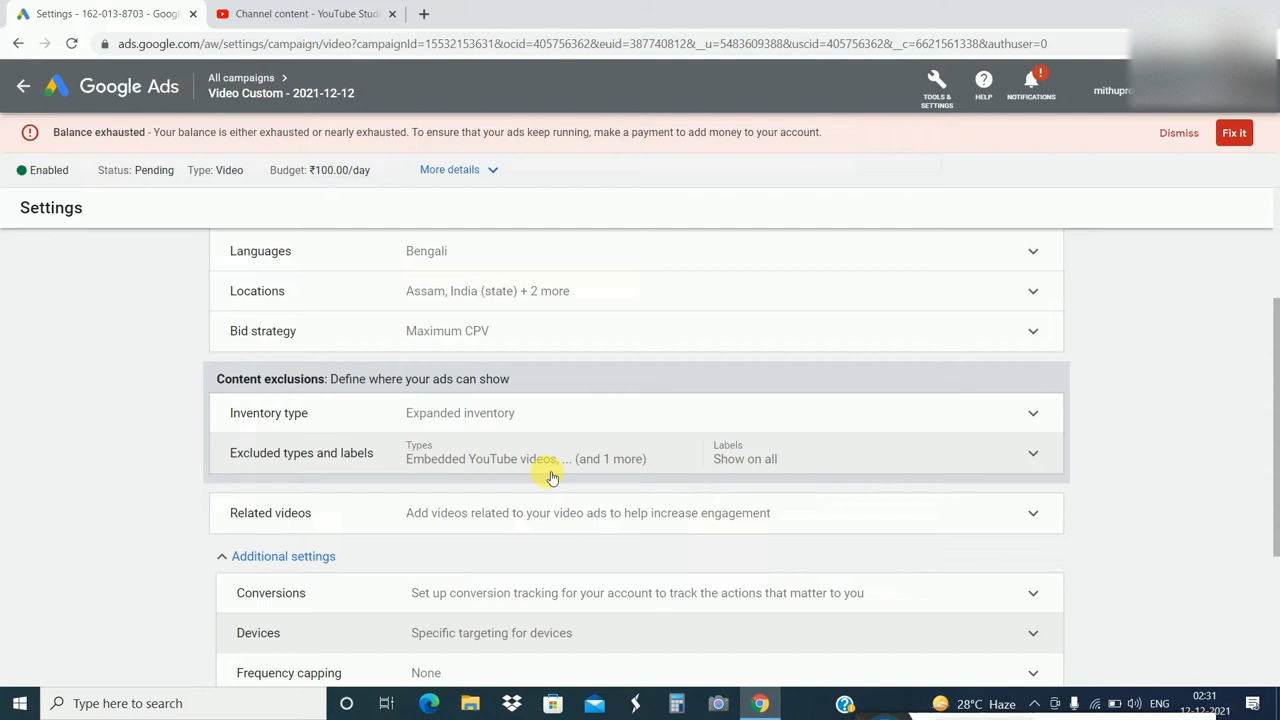 Settings - 162-013-8703 - Googl
Channel content - YouTube Studi
ads.google.com/aw/settings/campaign/video?campaignId=15532153631&ocid=405756362&euid=387740812&__u=5483609388&uscid=405756362&__c=6621561338&authuser=0
Google Ads
All campaigns
Video Custom - 2021-12-12
TOOLS & SETTINGS
HELP
NOTIFICATIONS
mithupro
Balance exhausted - Your balance is either exhausted or nearly exhausted. To ensure that your ads keep running, make a payment to add money to your account.
Dismiss
Fix it
Enabled Status: Pending Type: Video Budget: ₹100.00/day More details
Settings
Languages Bengali
Locations Assam, India (state) + 2 more
Bid strategy Maximum CPV
Content exclusions: Define where your ads can show
Inventory type Expanded inventory
Excluded types and labels
Types
Embedded YouTube videos, ... (and 1 more)
Labels
Show on all
Related videos Add videos related to your video ads to help increase engagement
Additional settings
Conversions Set up conversion tracking for your account to track the actions that matter to you
Devices Specific targeting for devices
Frequency capping None
Type here to search
28°C Haze
ENG
02:31
12-12-2021